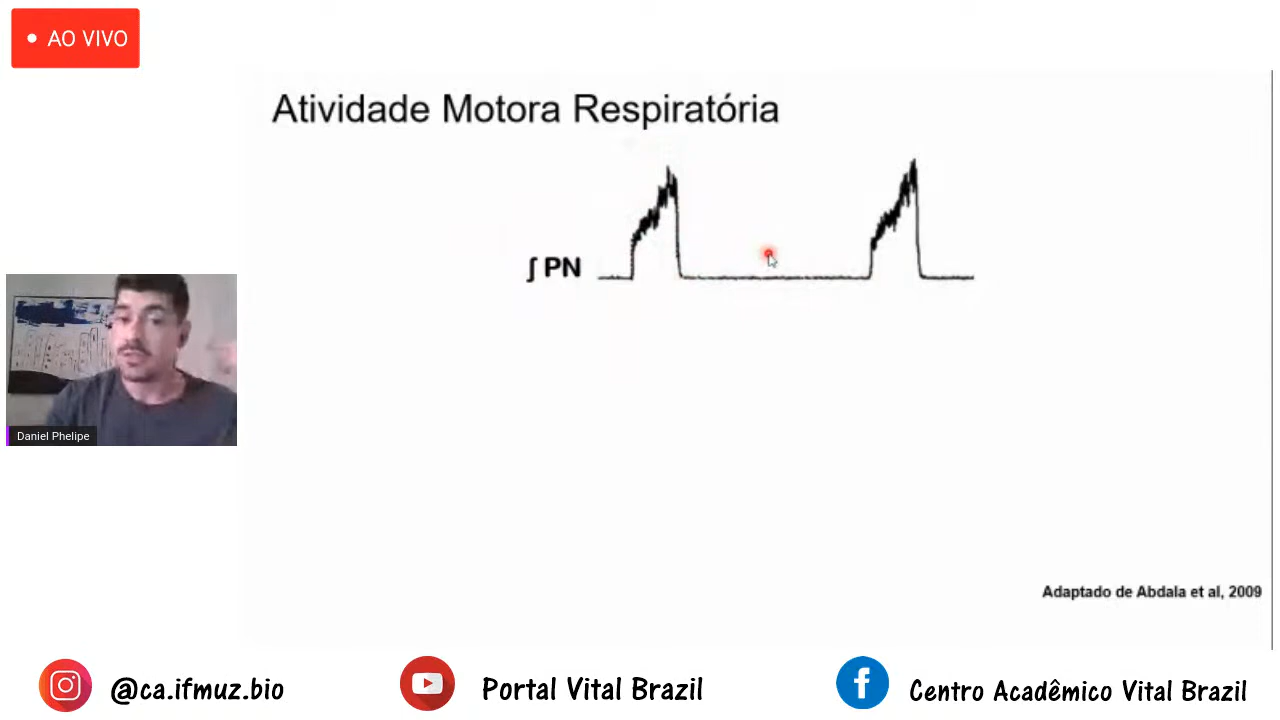 AO VIVO
Atividade Motora Respiratória
∫ PN
Daniel Phelipe
Adaptado de Abdala et al, 2009
@ca.ifmuz.bio
Portal Vital Brazil
Centro Acadêmico Vital Brazil